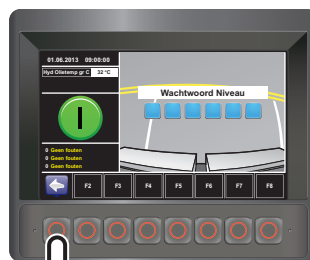 01.06.2013 09:00:00
Hyd Olietemp gr C 32 °C
Wachtwoord Niveau
0 Geen fouten
0 Geen fouten
0 Geen fouten
F2 F3 F4 F5 F6 F7 F8